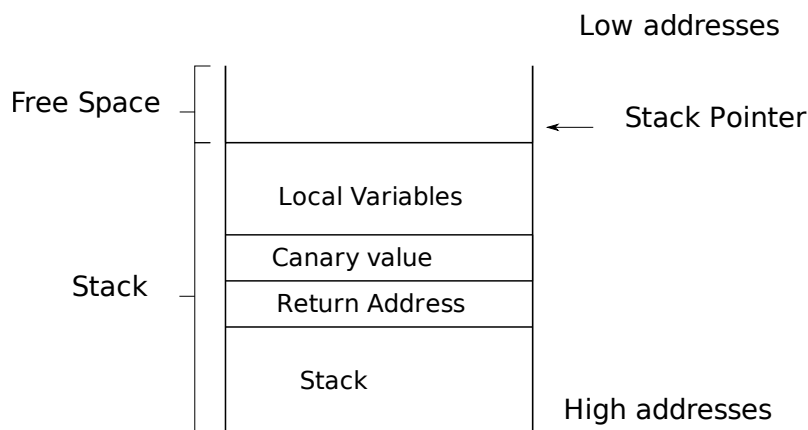 Low addresses
Free Space
Stack Pointer
Local Variables
Canary value
Stack
Return Address
Stack
High addresses